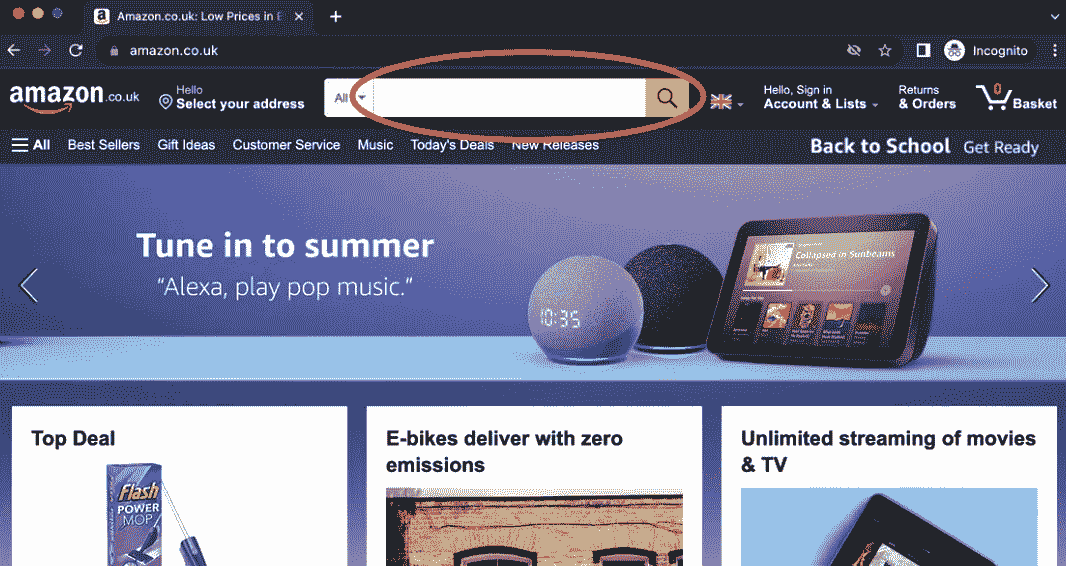 Amazon.co.uk: Low Prices in E
amazon.co.uk
Incognito
amazon.co.uk
Hello
Select your address
All
Hello, Sign in
Account & Lists
Returns
& Orders
0
Basket
All
Best Sellers
Gift Ideas
Customer Service
Music
Today's Deals
New Releases
Back to School
Get Ready
Tune in to summer
“Alexa, play pop music.”
10:35
Collapsed in Sunbeams
Top Deal
E-bikes deliver with zero
emissions
Unlimited streaming of movies
& TV
Flash
POWER
MOP